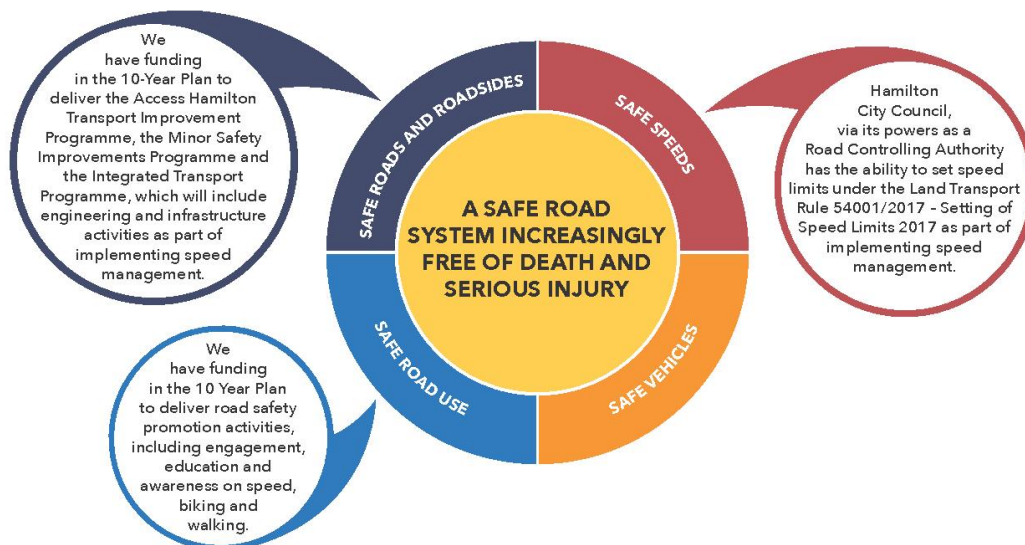 We
have funding
in the 10-Year Plan to
deliver the Access Hamilton
Transport Improvement
Programme, the Minor Safety
Improvements Programme and
the Integrated Transport
Programme, which will include
engineering and infrastructure
activities as part of
implementing speed
management.
SAFE ROADS AND ROADSIDES
SAFE SPEEDS
Hamilton
City Council,
via its powers as a
Road Controlling Authority
has the ability to set speed
limits under the Land Transport
Rule 54001/2017 - Setting of
Speed Limits 2017 as part of
implementing speed
management.
A SAFE ROAD
SYSTEM INCREASINGLY
FREE OF DEATH AND
SERIOUS INJURY
SAFE ROAD USE
SAFE VEHICLES
We
have funding
in the 10 Year Plan
to deliver road safety
promotion activities,
including engagement,
education and
awareness on speed,
biking and
walking.